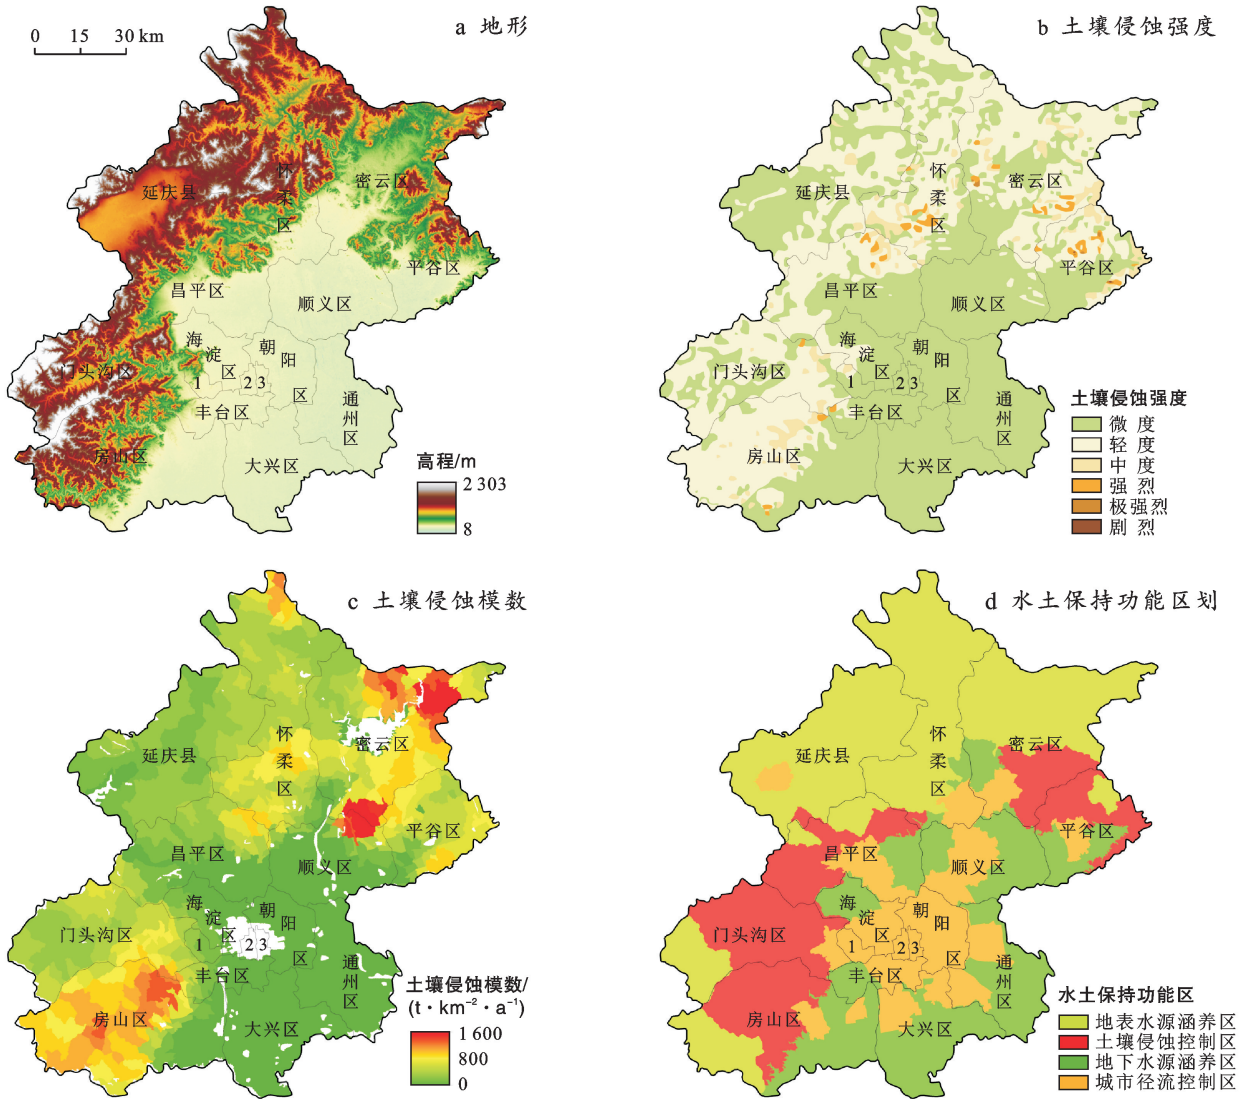 0 15 30 km
a 地形
延庆县
怀柔区
密云区
昌平区
顺义区
平谷区
海淀区
朝阳区
门头沟区
1
2 3
丰台区
通州区
房山区
大兴区
高程/m
2 303
8
b 土壤侵蚀强度
延庆县
怀柔区
密云区
昌平区
顺义区
平谷区
海淀区
朝阳区
门头沟区
1
2 3
丰台区
通州区
房山区
大兴区
土壤侵蚀强度
微 度
轻 度
中 度
强 烈
极强烈
剧 烈
c 土壤侵蚀模数
延庆县
怀柔区
密云区
昌平区
顺义区
平谷区
海淀区
朝阳区
门头沟区
1
2 3
丰台区
通州区
房山区
大兴区
土壤侵蚀模数/
(t·km⁻²·a⁻¹)
1 600
800
0
d 水土保持功能区划
延庆县
怀柔区
密云区
昌平区
顺义区
平谷区
海淀区
朝阳区
门头沟区
1
2 3
丰台区
通州区
房山区
大兴区
水土保持功能区
地表水源涵养区
土壤侵蚀控制区
地下水源涵养区
城市径流控制区